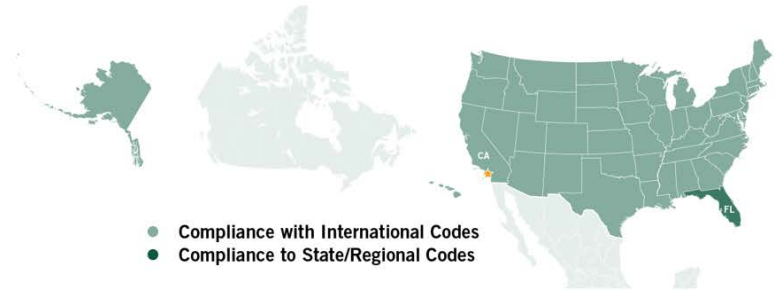 CA
FL
Compliance with International Codes
Compliance to State/Regional Codes